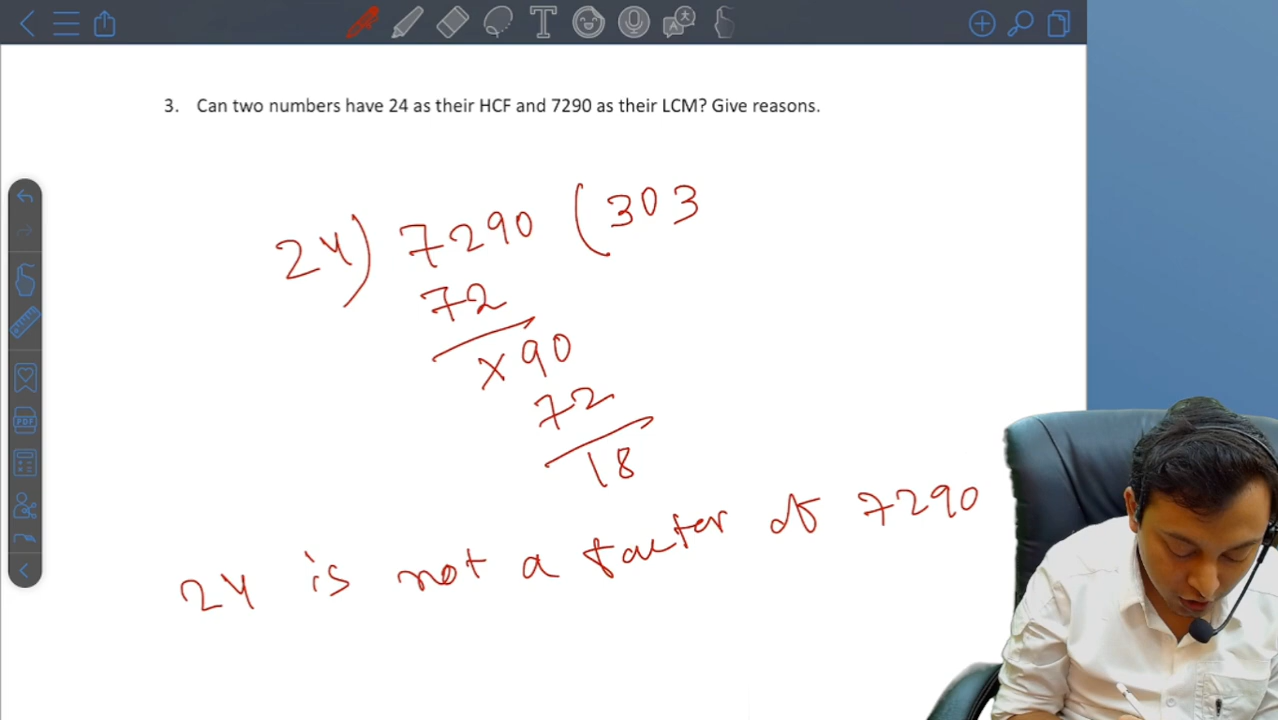 3. Can two numbers have 24 as their HCF and 7290 as their LCM? Give reasons.
24) 7290 (303
72
x90
72
18
24 is not a factor of 7290